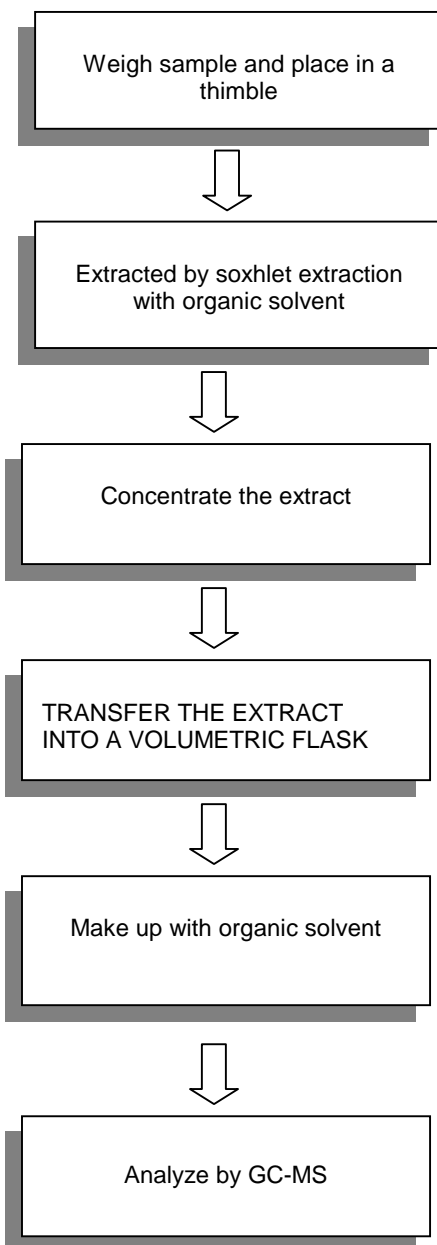 Weigh sample and place in a
thimble
Extracted by soxhlet extraction
with organic solvent
Concentrate the extract
TRANSFER THE EXTRACT
INTO A VOLUMETRIC FLASK
Make up with organic solvent
Analyze by GC-MS